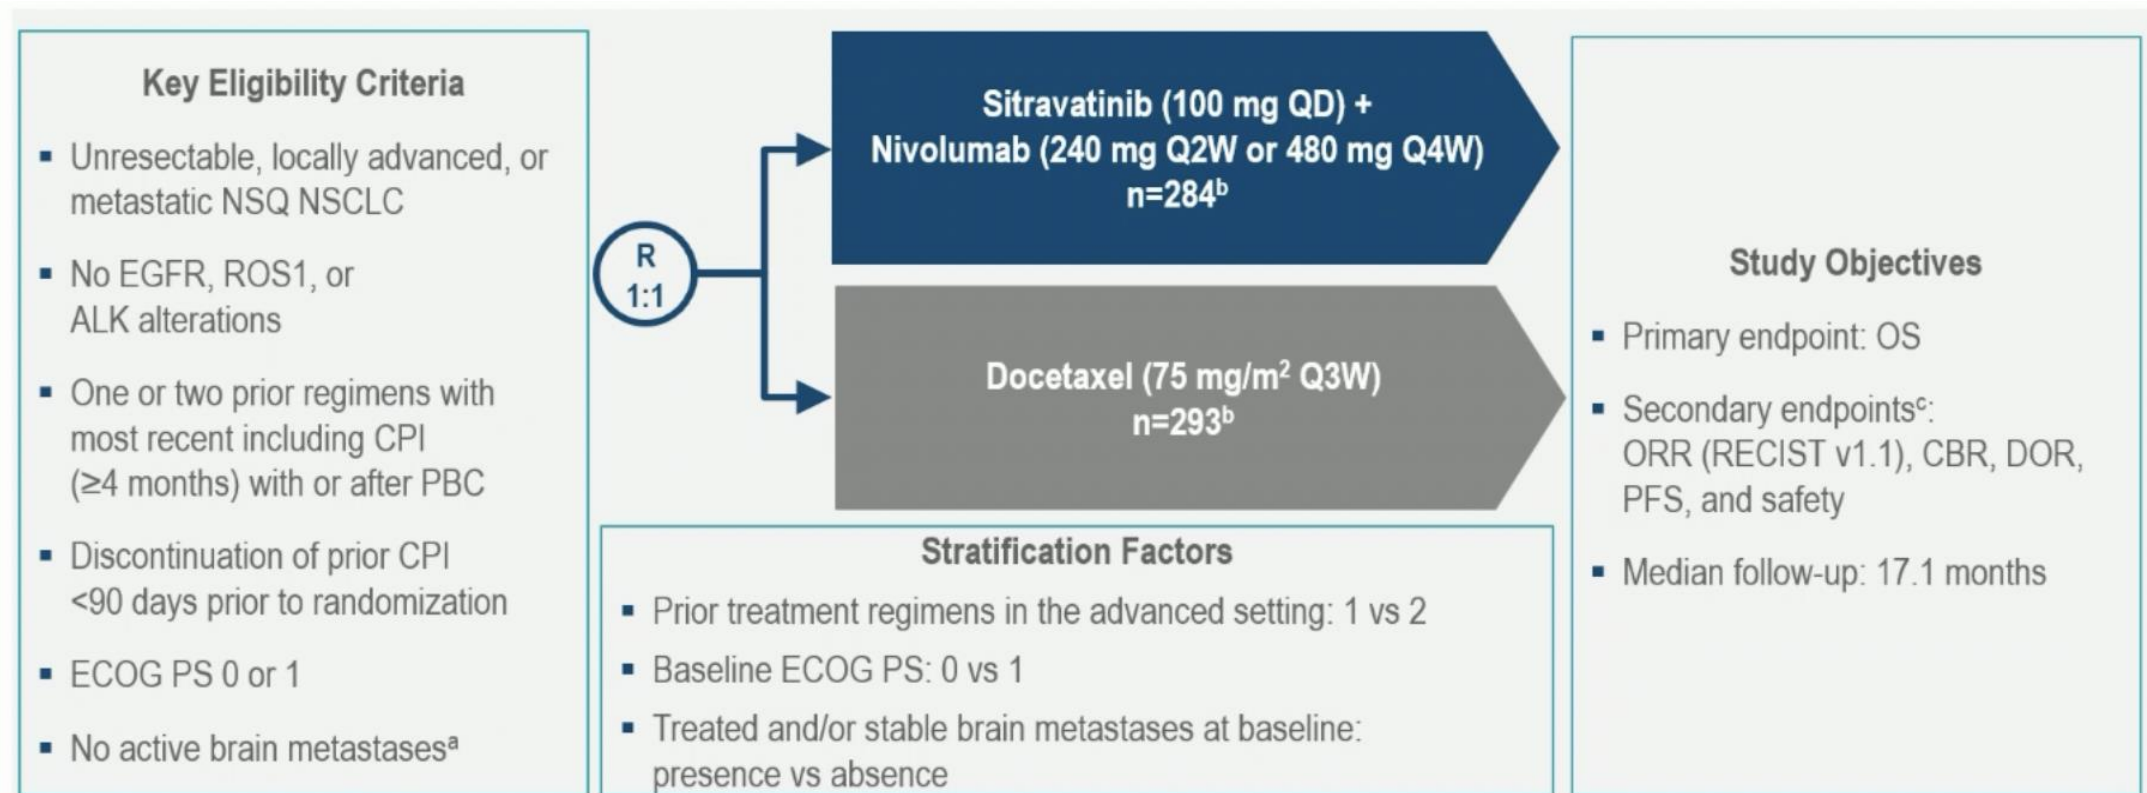 Key Eligibility Criteria
▪ Unresectable, locally advanced, or
metastatic NSQ NSCLC
▪ No EGFR, ROS1, or
ALK alterations
▪ One or two prior regimens with
most recent including CPI
(≥4 months) with or after PBC
▪ Discontinuation of prior CPI
<90 days prior to randomization
▪ ECOG PS 0 or 1
▪ No active brain metastasesᵃ
R
1:1
Sitravatinib (100 mg QD) +
Nivolumab (240 mg Q2W or 480 mg Q4W)
n=284ᵇ
Docetaxel (75 mg/m² Q3W)
n=293ᵇ
Stratification Factors
▪ Prior treatment regimens in the advanced setting: 1 vs 2
▪ Baseline ECOG PS: 0 vs 1
▪ Treated and/or stable brain metastases at baseline:
presence vs absence
Study Objectives
▪ Primary endpoint: OS
▪ Secondary endpointsᶜ:
ORR (RECIST v1.1), CBR, DOR,
PFS, and safety
▪ Median follow-up: 17.1 months